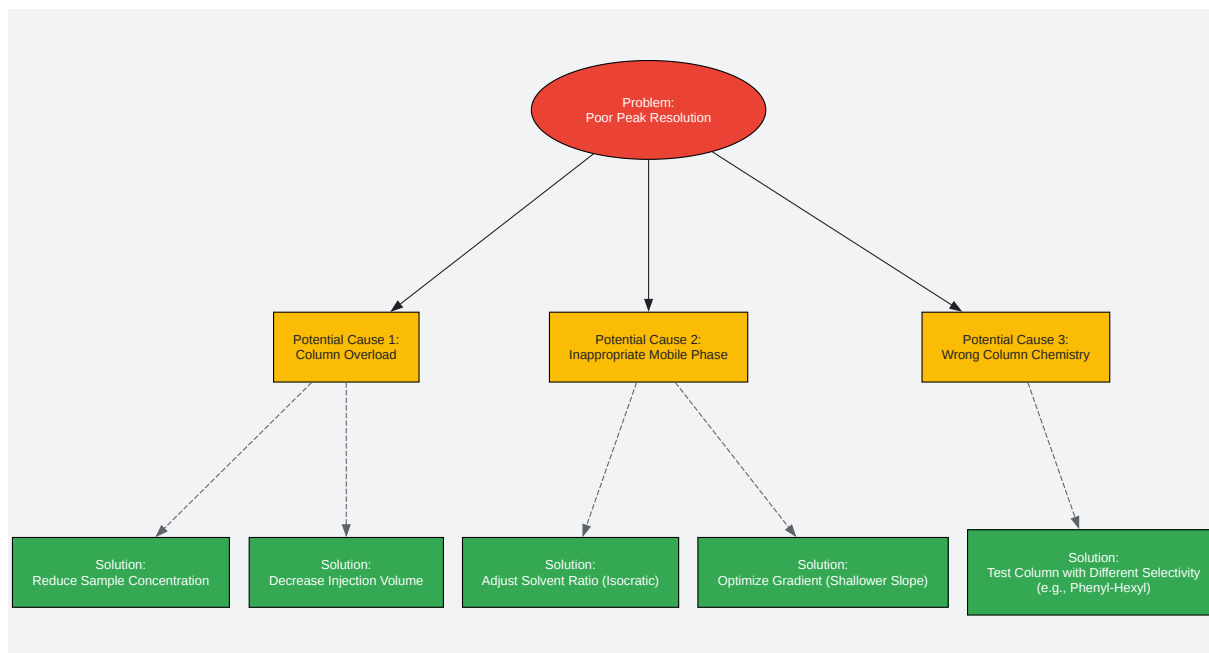 Problem:
Poor Peak Resolution
Potential Cause 1:
Column Overload
Potential Cause 2:
Inappropriate Mobile Phase
Potential Cause 3:
Wrong Column Chemistry
Solution:
Reduce Sample Concentration
Solution:
Decrease Injection Volume
Solution:
Adjust Solvent Ratio (Isocratic)
Solution:
Optimize Gradient (Shallower Slope)
Solution:
Test Column with Different Selectivity
(e.g., Phenyl-Hexyl)